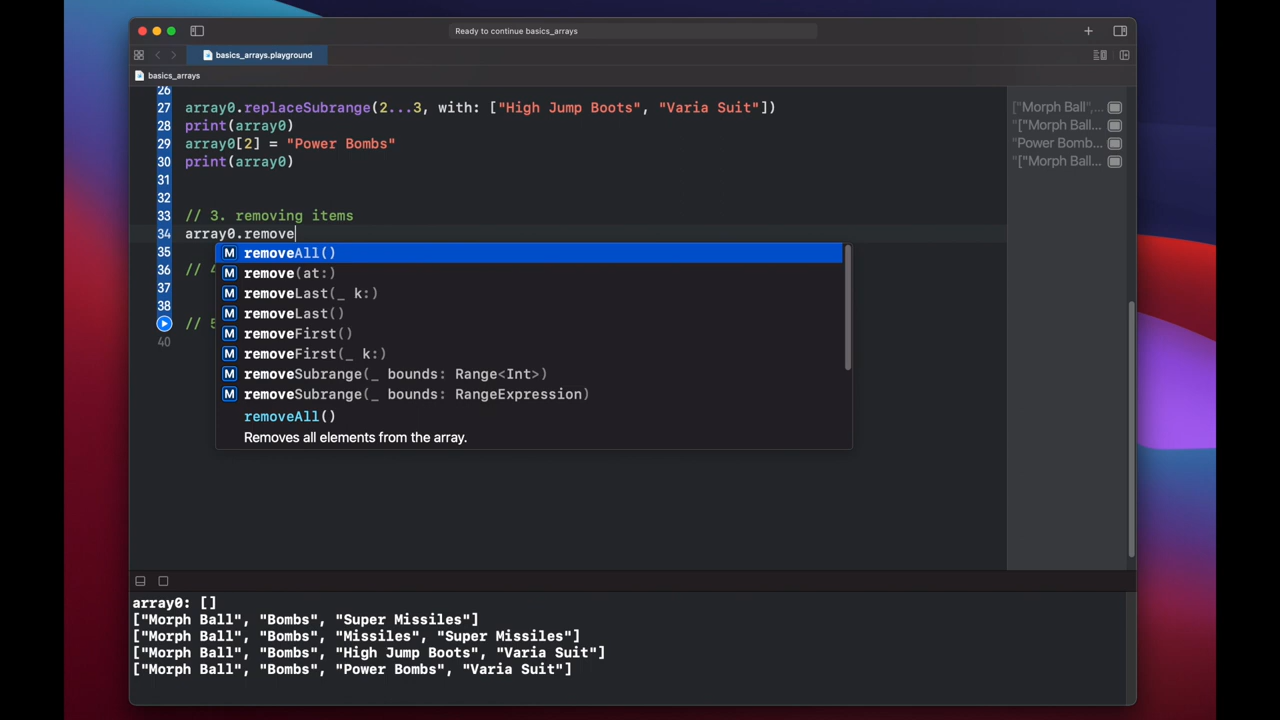 Ready to continue basics_arrays
basics_arrays.playground
basics_arrays
26
27 array0.replaceSubrange(2...3, with: ["High Jump Boots", "Varia Suit"]) ["Morph Ball",...
28 print(array0) "["Morph Ball...
29 array0[2] = "Power Bombs" "Power Bomb...
30 print(array0) "["Morph Ball...
31
32
33 // 3. removing items
34 array0.remove
35 M removeAll()
36 // 4 M remove(at:)
37 M removeLast(_ k:)
38 M removeLast()
// 5 M removeFirst()
40 M removeFirst(_ k:)
M removeSubrange(_ bounds: Range<Int>)
M removeSubrange(_ bounds: RangeExpression)
removeAll()
Removes all elements from the array.
array0: []
["Morph Ball", "Bombs", "Super Missiles"]
["Morph Ball", "Bombs", "Missiles", "Super Missiles"]
["Morph Ball", "Bombs", "High Jump Boots", "Varia Suit"]
["Morph Ball", "Bombs", "Power Bombs", "Varia Suit"]